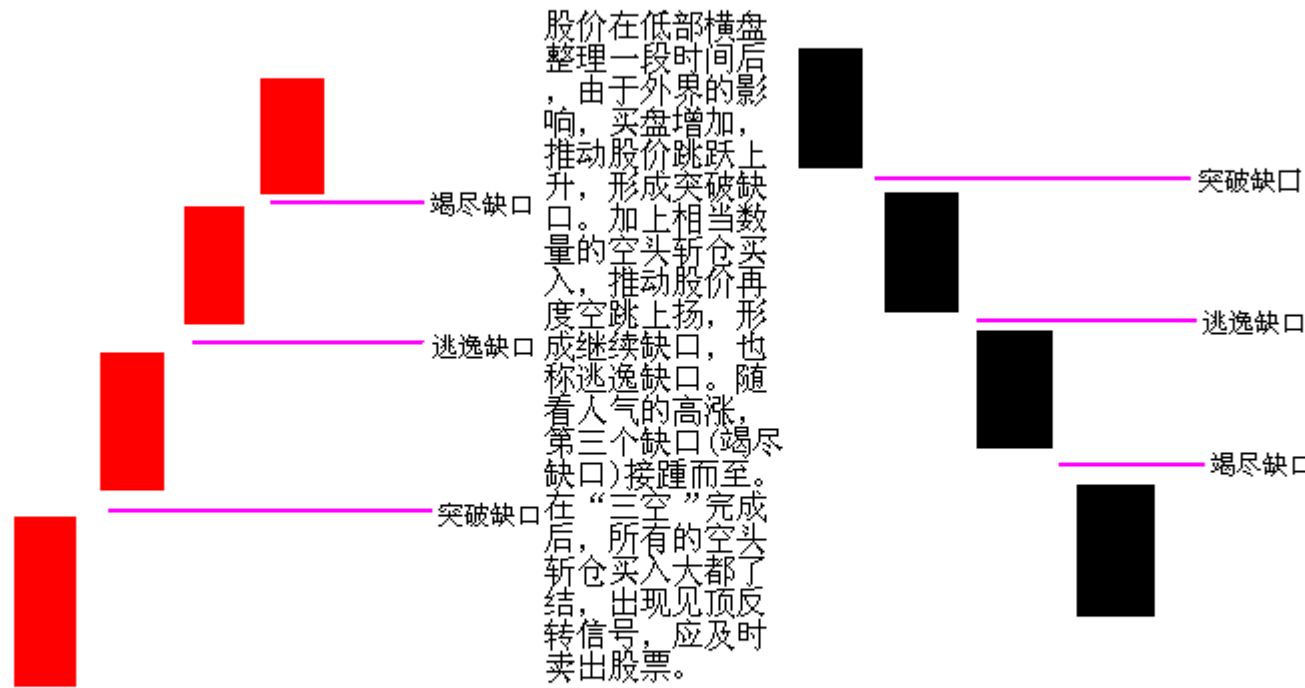 竭尽缺口
逃逸缺口
突破缺口
股价在低部横盘
整理一段时间后
，由于外界的影
响，买盘增加，
推动股价跳跃上
升，形成突破缺
口。加上相当数
量的空头斩仓买
入，推动股价再
度空跳上扬，形
成继续缺口，也
称逃逸缺口。随
着人气的高涨，
第三个缺口(竭尽
缺口)接踵而至。
在“三空”完成
后，所有的空头
斩仓买入大都了
结，出现见顶反
转信号，应及时
卖出股票。
突破缺口
逃逸缺口
竭尽缺口